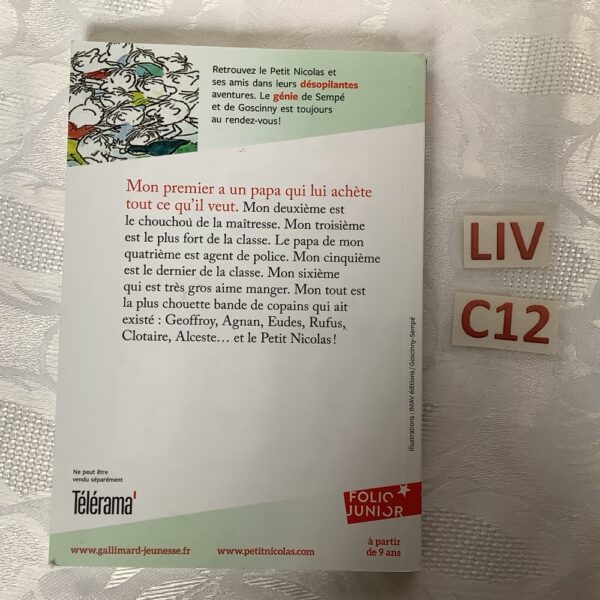 Retrouvez le Petit Nicolas et
ses amis dans leurs désopilantes
aventures. Le génie de Sempé
et de Goscinny est toujours
au rendez-vous!
Mon premier a un papa qui lui achète
tout ce qu'il veut. Mon deuxième est
le chouchou de la maîtresse. Mon troisième
est le plus fort de la classe. Le papa de mon
quatrième est agent de police. Mon cinquième
est le dernier de la classe. Mon sixième
qui est très gros aime manger. Mon tout est
la plus chouette bande de copains qui ait
existé : Geoffroy, Agnan, Eudes, Rufus,
Clotaire, Alceste... et le Petit Nicolas!
Illustrations : IMAV éditions / Goscinny-Sempé
Ne peut être
vendu séparément
Télérama'
FOLIO
JUNIOR
www.gallimard-jeunesse.fr
www.petitnicolas.com
à partir
de 9 ans
LIV
C12